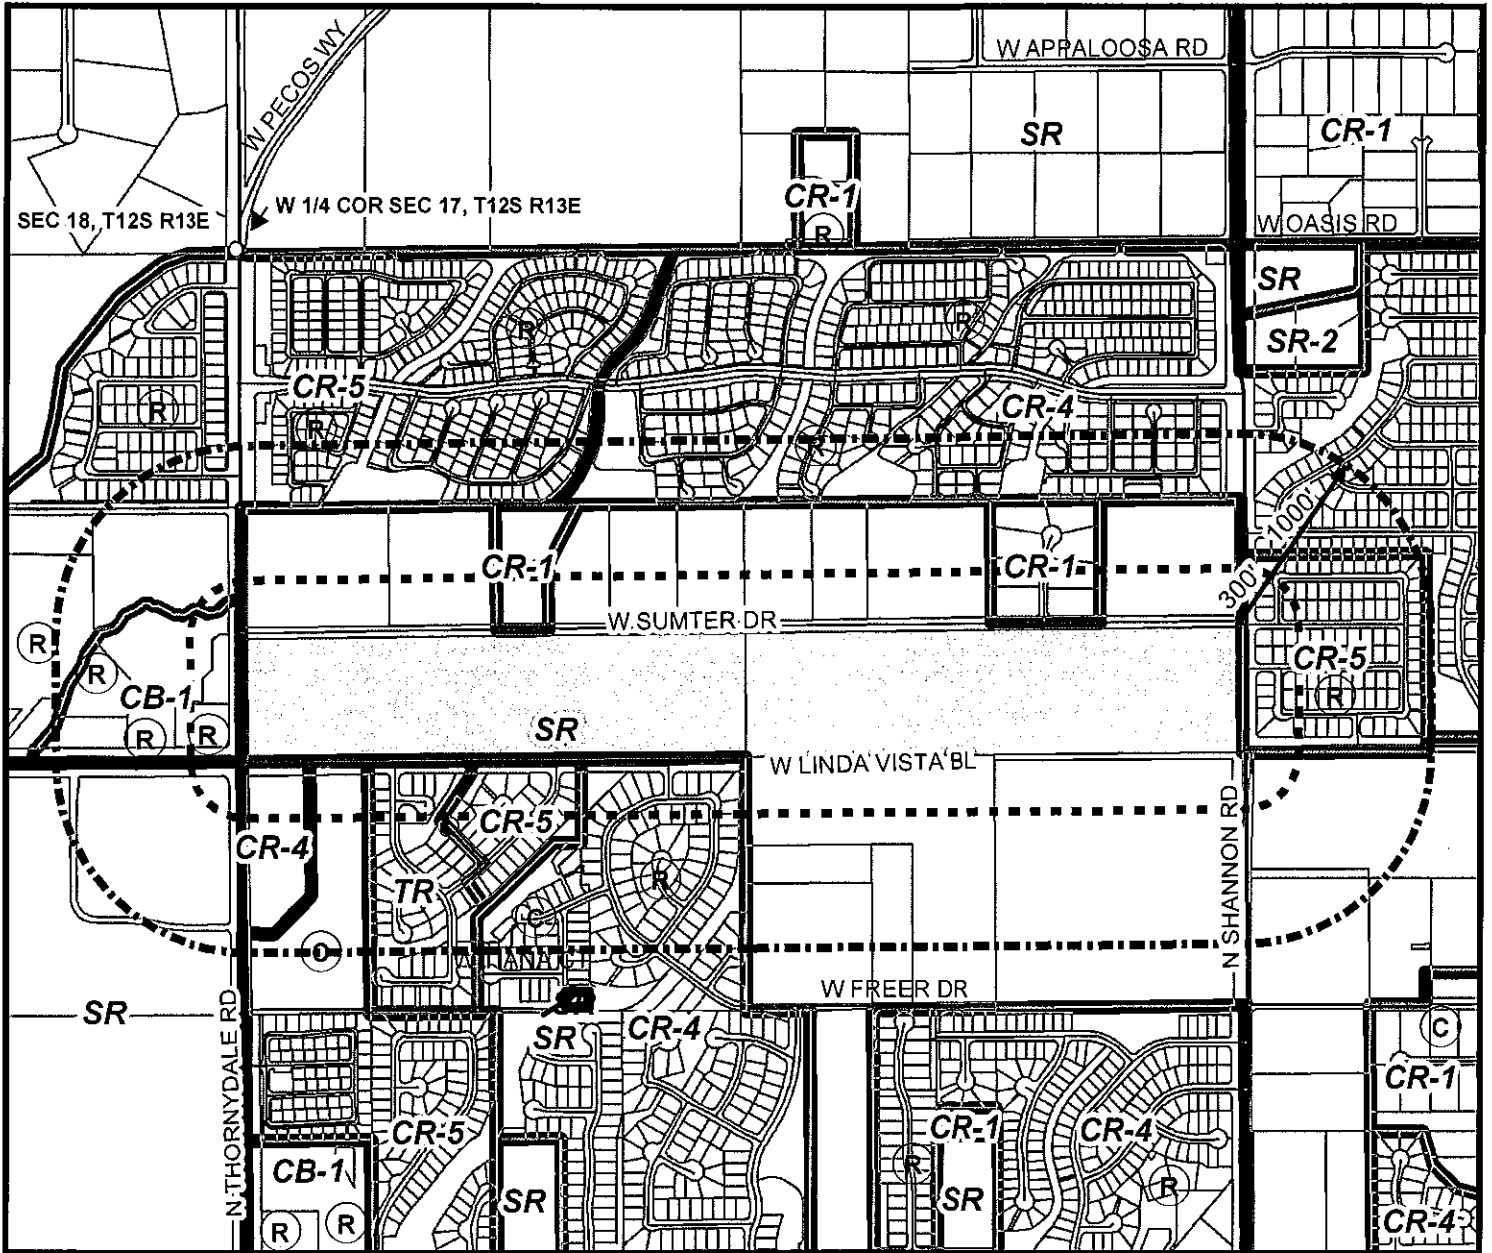 W APPALOOSA RD
W PECOS WY
SR
CR-1
CR-1
R
SEC 18, T12S R13E
W 1/4 COR SEC 17, T12S R13E
W OASIS RD
SR
SR-2
R
R
CR-5
R
R
CR-4
R
1000'
300'
CR-1
CR-1
W SUMTER DR
R
R
CB-1
R
R
CR-5
R
SR
W LINDA VISTA BL
CR-4
CR-5
TR
R
N SHANNON RD
W FREER DR
SR
N THORNYDALE RD
SR
CR-4
C
CR-1
CR-5
CR-1
CR-4
CB-1
R
R
SR
R
SR
R
CR-4